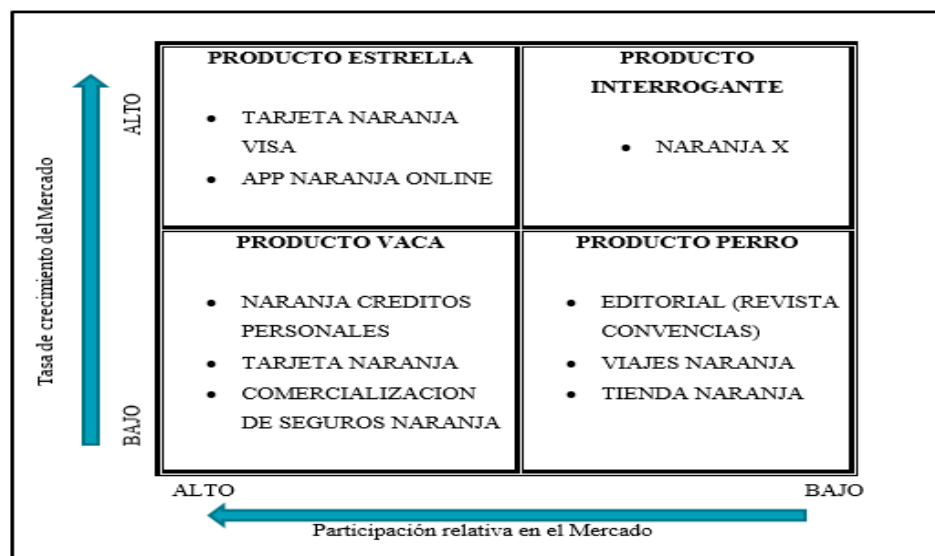 PRODUCTO ESTRELLA
• TARJETA NARANJA
VISA
• APP NARANJA ONLINE
PRODUCTO
INTERROGANTE
• NARANJA X
PRODUCTO VACA
• NARANJA CREDITOS
PERSONALES
• TARJETA NARANJA
• COMERCIALIZACION
DE SEGUROS NARANJA
PRODUCTO PERRO
• EDITORIAL (REVISTA
CONVENCIAS)
• VIAJES NARANJA
• TIENDA NARANJA
Tasa de crecimiento del Mercado
ALTO
BAJO
ALTO
BAJO
Participación relativa en el Mercado